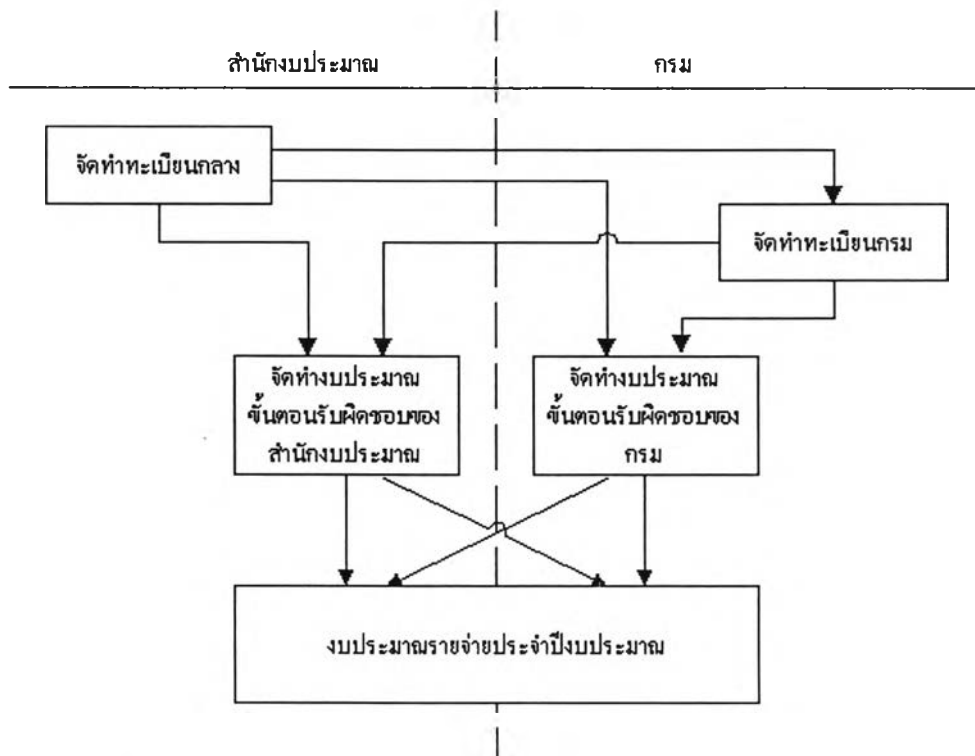 สำนักงบประมาณ
กรม
จัดทำทะเบียนกลาง
จัดทำทะเบียนกรม
จัดทำงบประมาณ
ขั้นตอนรับผิดชอบของ
สำนักงบประมาณ
จัดทำงบประมาณ
ขั้นตอนรับผิดชอบของ
กรม
งบประมาณรายจ่ายประจำปีงบประมาณ